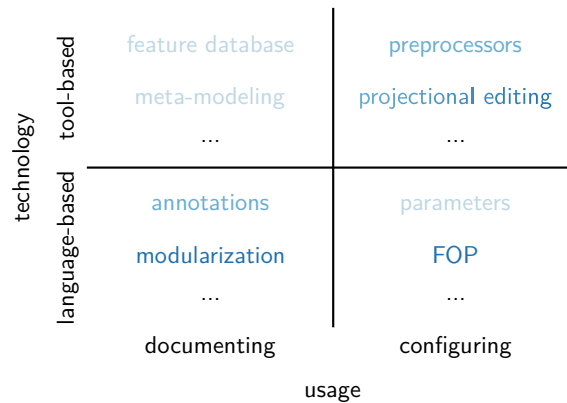 technology
tool-based
feature database
preprocessors
meta-modeling
projectional editing
...
...
language-based
annotations
parameters
modularization
FOP
...
...
documenting
configuring
usage